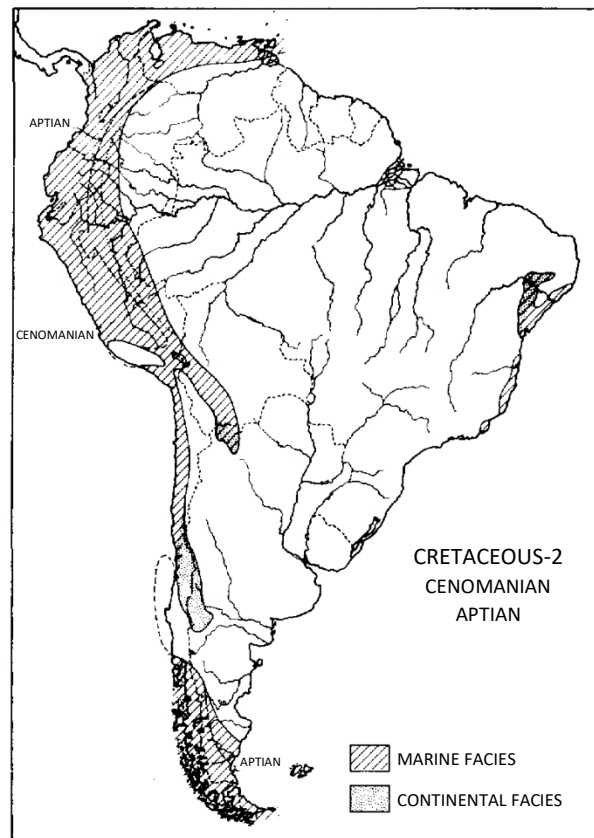 APTIAN
CENOMANIAN
CRETACEOUS-2
CENOMANIAN
APTIAN
APTIAN
MARINE FACIES
CONTINENTAL FACIES